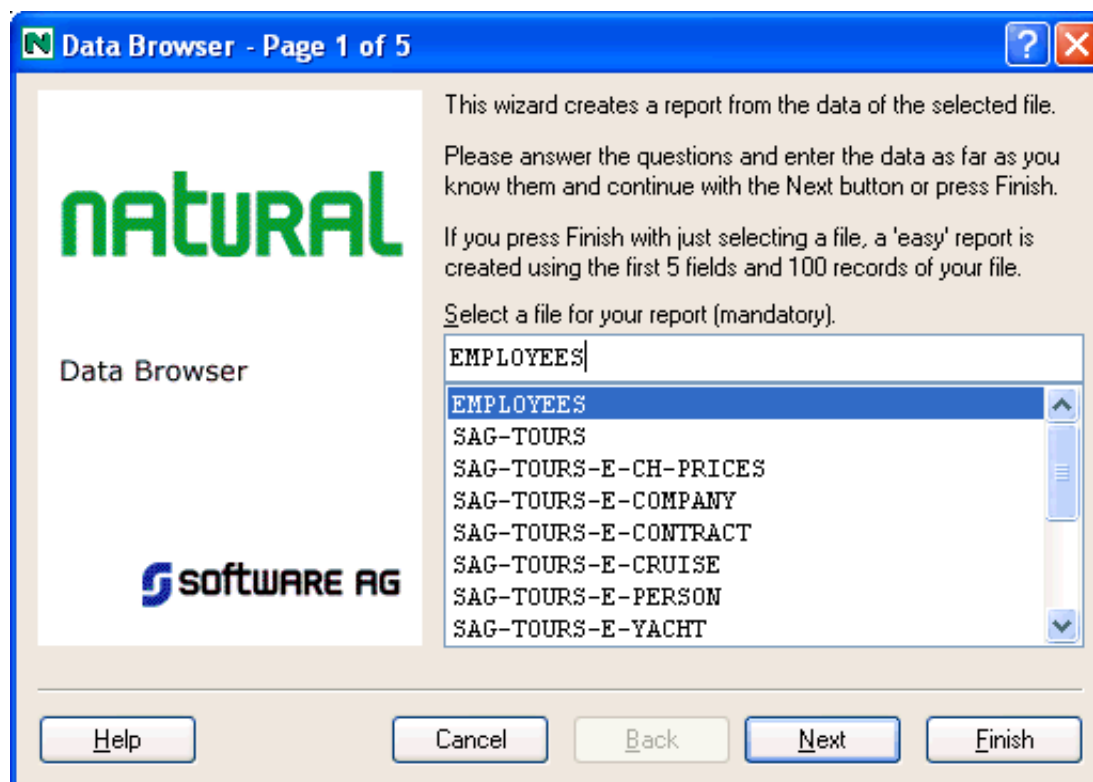 Data Browser - Page 1 of 5
This wizard creates a report from the data of the selected file.
Please answer the questions and enter the data as far as you
know them and continue with the Next button or press Finish.
If you press Finish with just selecting a file, a 'easy' report is
created using the first 5 fields and 100 records of your file.
Select a file for your report (mandatory).
EMPLOYEES
EMPLOYEES
SAG-TOURS
SAG-TOURS-E-CH-PRICES
SAG-TOURS-E-COMPANY
SAG-TOURS-E-CONTRACT
SAG-TOURS-E-CRUISE
SAG-TOURS-E-PERSON
SAG-TOURS-E-YACHT
natural
Data Browser
software AG
Help
Cancel
Back
Next
Finish